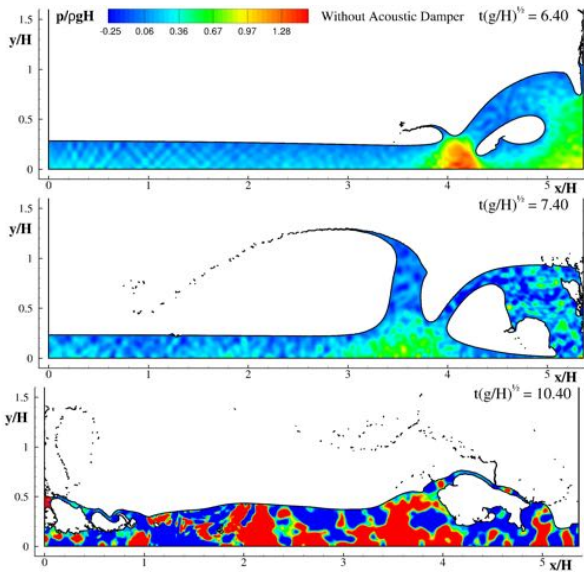 p/ρgH
-0.25 0.06 0.36 0.67 0.97 1.28
Without Acoustic Damper
t(g/H)^½ = 6.40
1.5
y/H
1
0.5
0
0 1 2 3 4 5
x/H
t(g/H)^½ = 7.40
1.5
y/H
1
0.5
0
0 1 2 3 4 5
x/H
t(g/H)^½ = 10.40
1.5
y/H
1
0.5
0
0 1 2 3 4 5
x/H